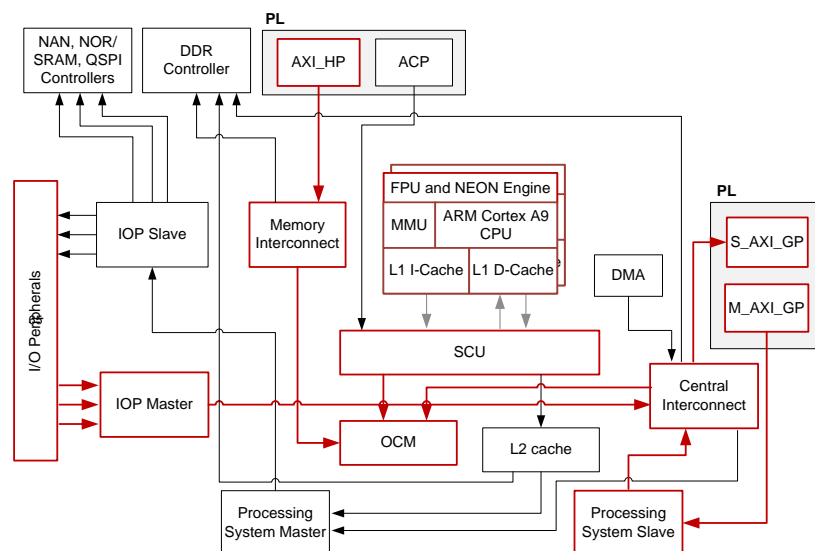 PL
NAN, NOR/
SRAM, QSPI
Controllers
DDR
Controller
AXI_HP
ACP
FPU and NEON Engine
MMU
ARM Cortex A9
CPU
L1 I-Cache
L1 D-Cache
PL
S_AXI_GP
M_AXI_GP
IOP Slave
Memory
Interconnect
DMA
I/O Peripherals
SCU
IOP Master
Central
Interconnect
OCM
L2 cache
Processing
System Master
Processing
System Slave